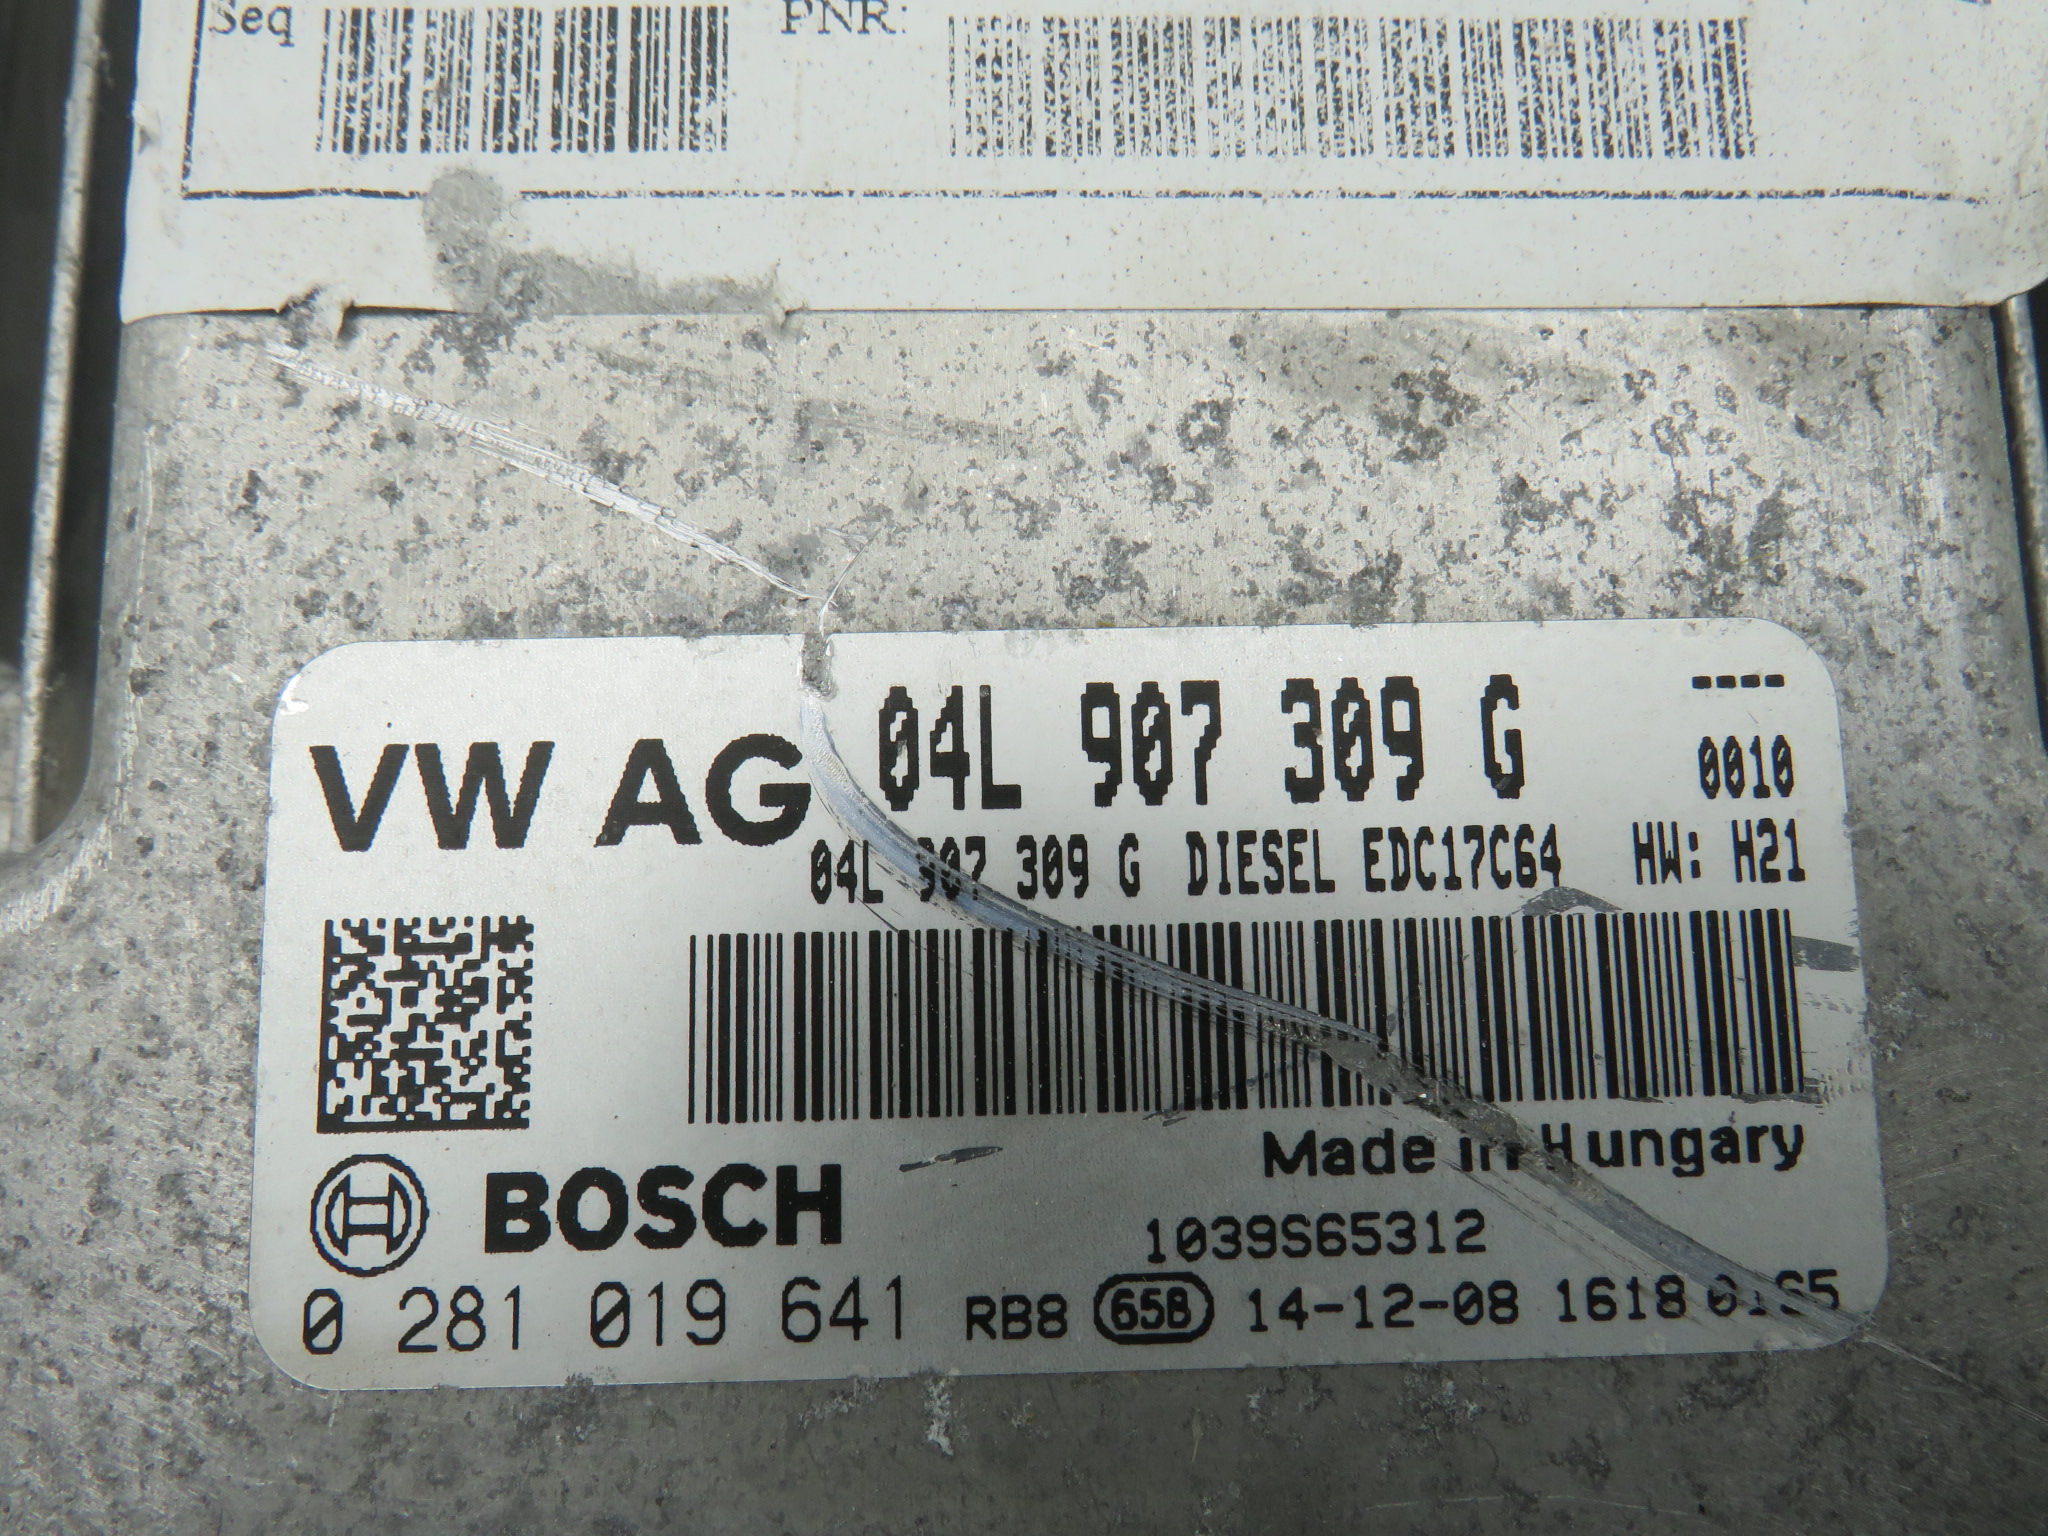 Seq PNR:
VW AG 04L 907 309 G ----
0010
04L 907 309 G DIESEL EDC17C64 HW: H21
Made in Hungary
BOSCH
1039S65312
0 281 019 641 RB8 65B 14-12-08 1618